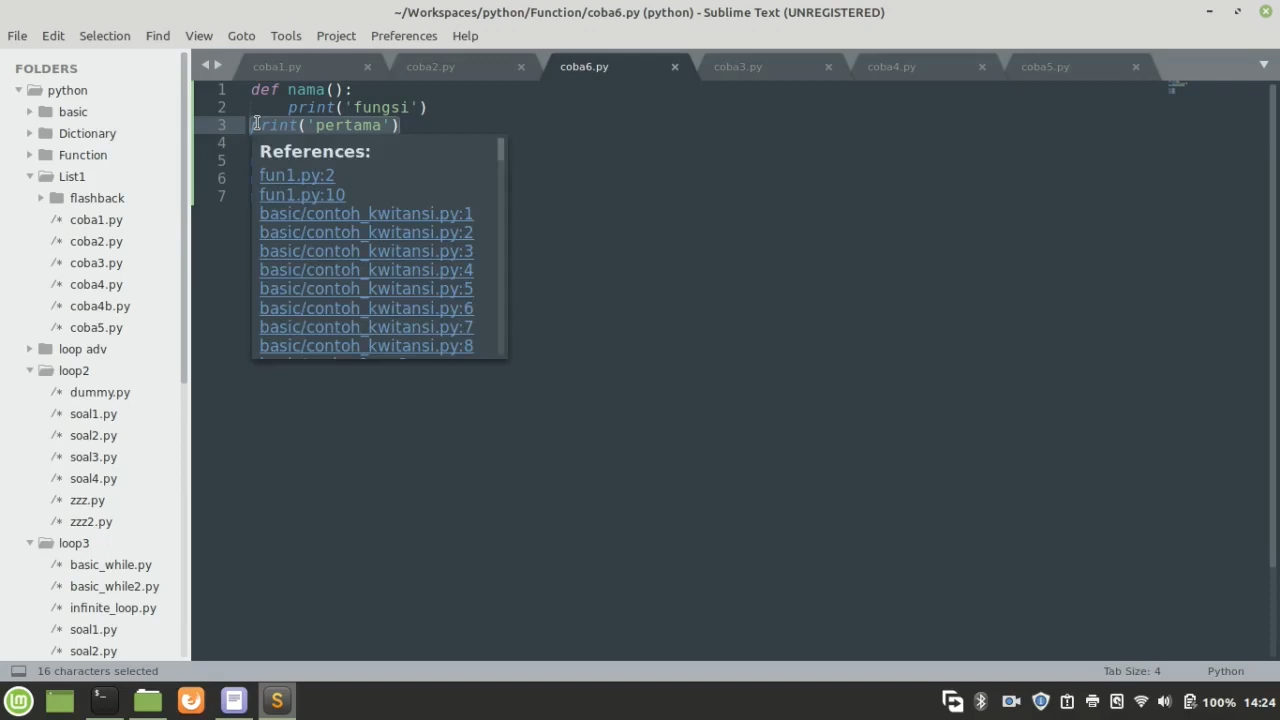 ~/Workspaces/python/Function/coba6.py (python) - Sublime Text (UNREGISTERED)
File Edit Selection Find View Goto Tools Project Preferences Help
FOLDERS
python
basic
Dictionary
Function
List1
flashback
/* coba1.py
/* coba2.py
/* coba3.py
/* coba4.py
/* coba4b.py
/* coba5.py
loop adv
loop2
/* dummy.py
/* soal1.py
/* soal2.py
/* soal3.py
/* soal4.py
/* zzz.py
/* zzz2.py
loop3
/* basic_while.py
/* basic_while2.py
/* infinite_loop.py
/* soal1.py
/* soal2.py
coba1.py coba2.py coba6.py coba3.py coba4.py coba5.py
1 def nama():
2 print('fungsi')
3 print('pertama')
4
5
6
7
References:
fun1.py:2
fun1.py:10
basic/contoh_kwitansi.py:1
basic/contoh_kwitansi.py:2
basic/contoh_kwitansi.py:3
basic/contoh_kwitansi.py:4
basic/contoh_kwitansi.py:5
basic/contoh_kwitansi.py:6
basic/contoh_kwitansi.py:7
basic/contoh_kwitansi.py:8
16 characters selected
Tab Size: 4 Python
100% 14:24